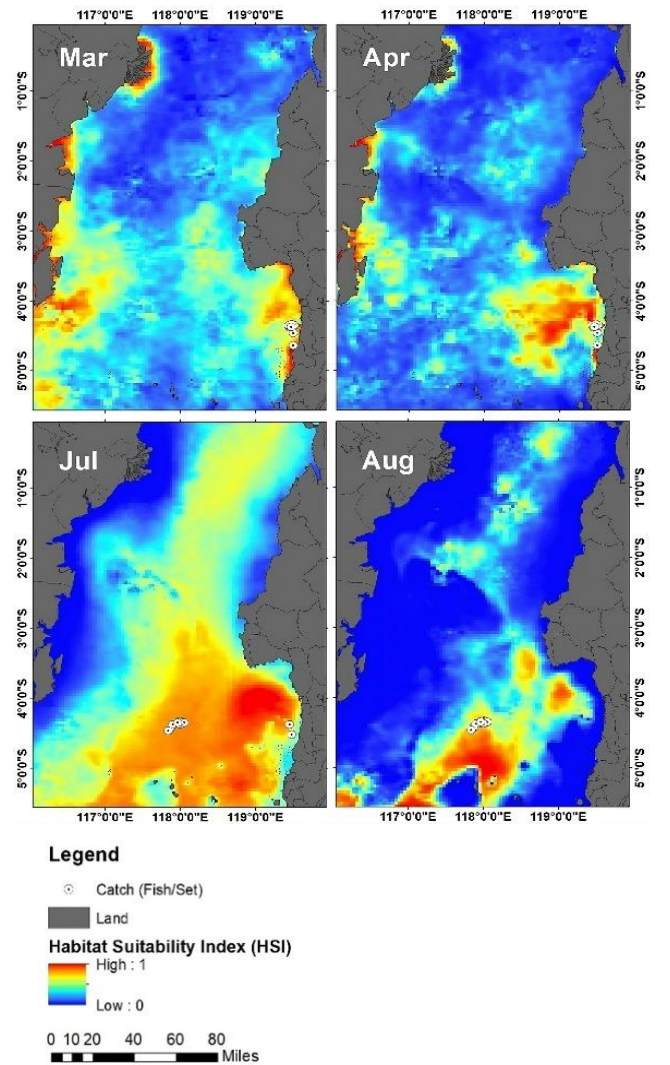 117°0'0"E 118°0'0"E 119°0'0"E 117°0'0"E 118°0'0"E 119°0'0"E
Mar
Apr
1°0'0"S
2°0'0"S
3°0'0"S
4°0'0"S
5°0'0"S
1°0'0"S
2°0'0"S
3°0'0"S
4°0'0"S
5°0'0"S
Jul
Aug
1°0'0"S
2°0'0"S
3°0'0"S
4°0'0"S
5°0'0"S
1°0'0"S
2°0'0"S
3°0'0"S
4°0'0"S
5°0'0"S
117°0'0"E 118°0'0"E 119°0'0"E 117°0'0"E 118°0'0"E 119°0'0"E
Legend
Catch (Fish/Set)
Land
Habitat Suitability Index (HSI)
High : 1
Low : 0
0 10 20 40 60 80
Miles